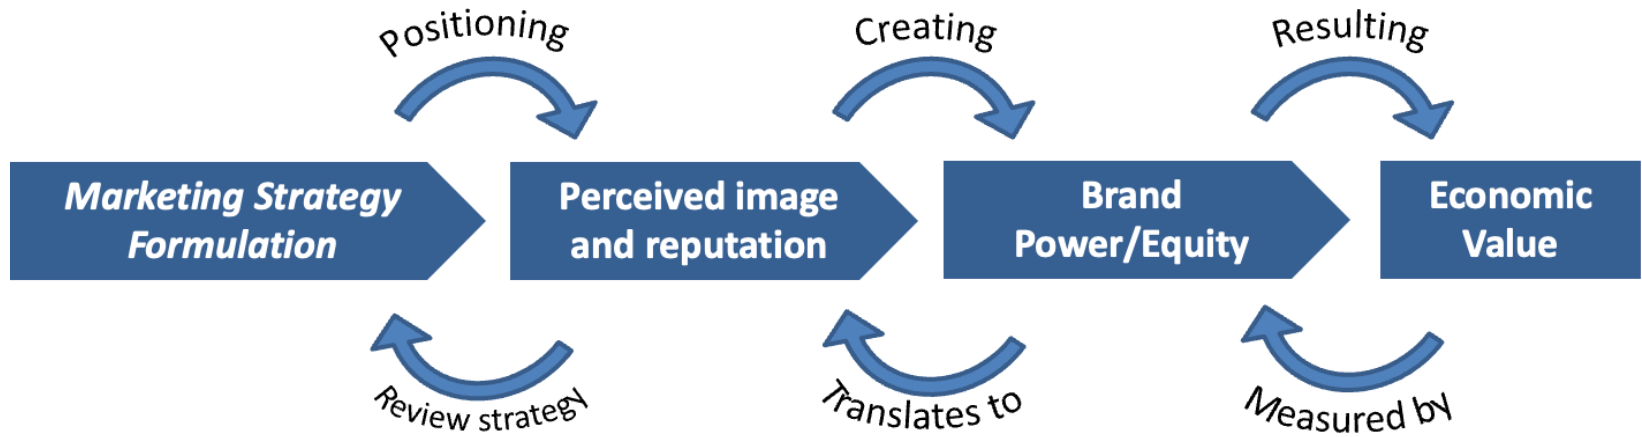 Positioning
Creating
Resulting
Marketing Strategy
Formulation
Perceived image
and reputation
Brand
Power/Equity
Economic
Value
Review strategy
Translates to
Measured by